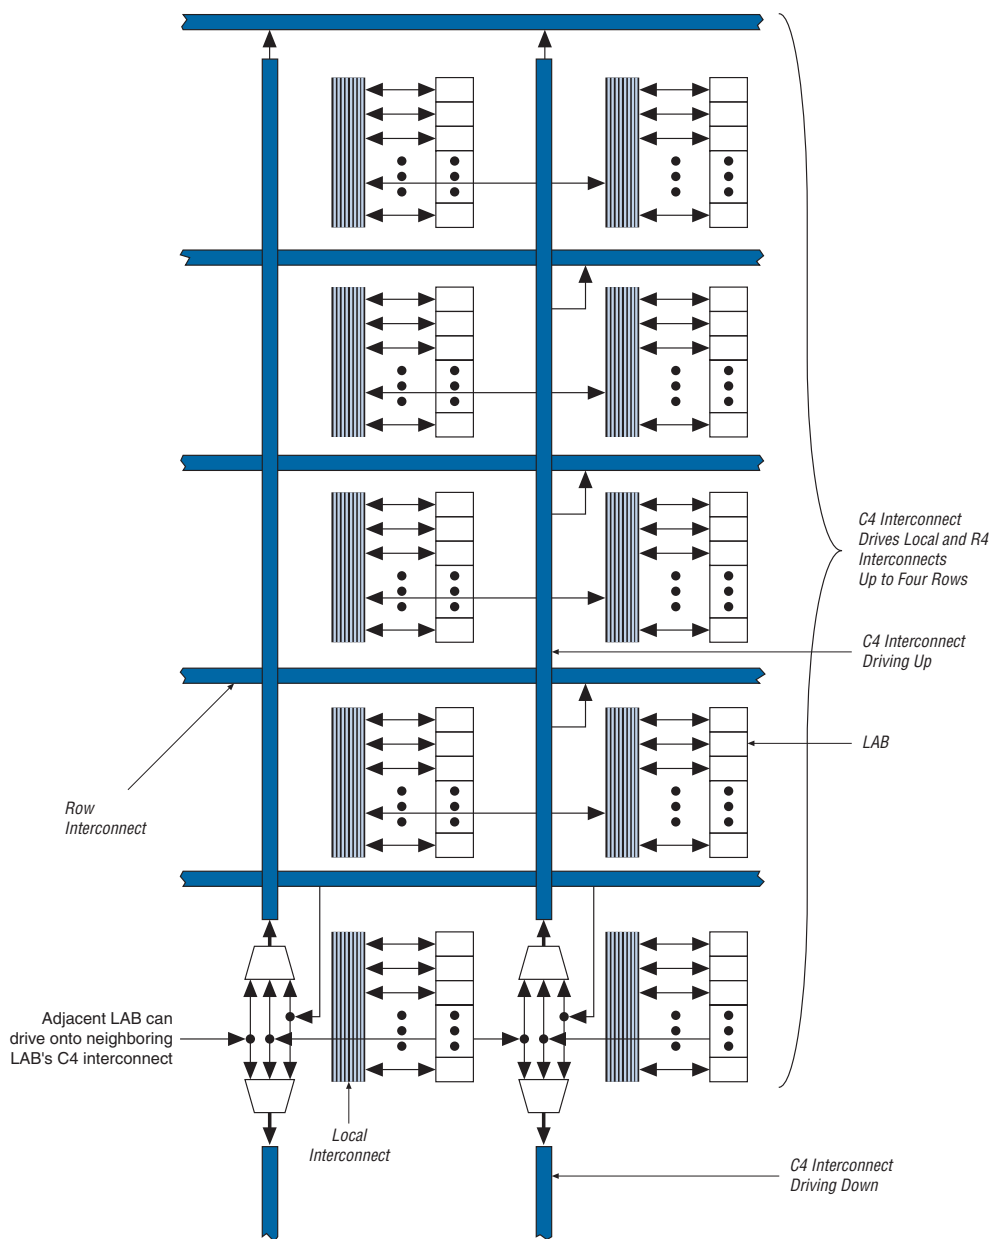 C4 Interconnect
Drives Local and R4
Interconnects
Up to Four Rows
C4 Interconnect
Driving Up
LAB
Row
Interconnect
Adjacent LAB can
drive onto neighboring
LAB's C4 interconnect
Local
Interconnect
C4 Interconnect
Driving Down